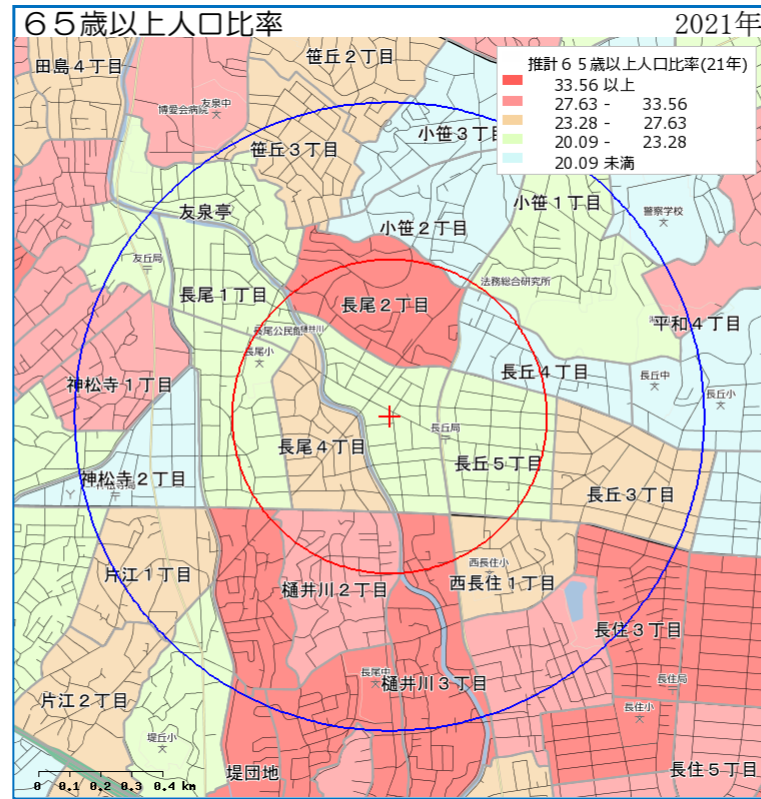 ６５歳以上人口比率
2021年
推計６５歳以上人口比率(21年)
33.56 以上
27.63 - 33.56
23.28 - 27.63
20.09 - 23.28
20.09 未満
田島４丁目
笹丘２丁目
博愛会病院
友泉中
文
小笹３丁目
笹丘３丁目
小笹１丁目
友泉亭
小笹２丁目
警察学校
文
友丘局
法務総合研究所
長尾１丁目
長尾２丁目
平和４丁目
長尾公民館
樋井川
長尾小
文
長丘４丁目
長丘中
文
神松寺１丁目
長丘小
文
長丘局
長尾４丁目
長丘５丁目
神松寺２丁目
長丘３丁目
西長住小
文
片江１丁目
樋井川２丁目
西長住１丁目
長住３丁目
長尾中
文
樋井川３丁目
長住局
片江２丁目
長住小
文
堤丘小
文
堤団地
長住５丁目
0 0.1 0.2 0.3 0.4 km